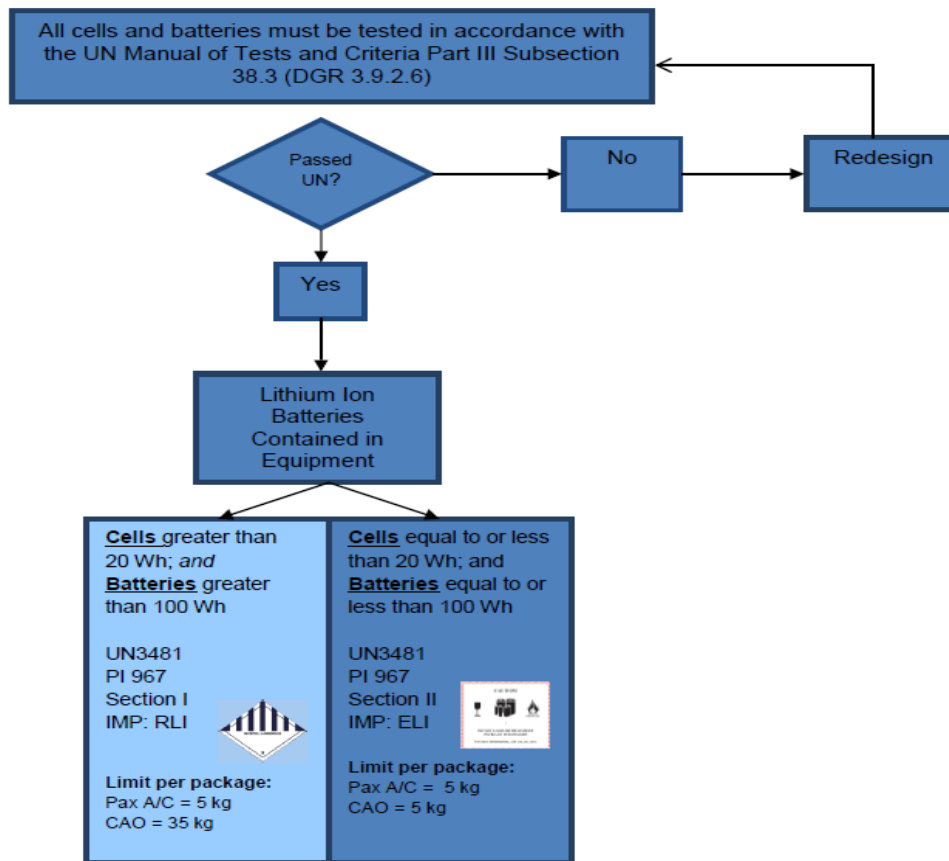 All cells and batteries must be tested in accordance with
the UN Manual of Tests and Criteria Part III Subsection
38.3 (DGR 3.9.2.6)
Passed
UN?
No
Redesign
Yes
Lithium Ion
Batteries
Contained in
Equipment
Cells greater than
20 Wh; and
Batteries greater
than 100 Wh
UN3481
PI 967
Section I
IMP: RLI
Limit per package:
Pax A/C = 5 kg
CAO = 35 kg
Cells equal to or less
than 20 Wh; and
Batteries equal to or
less than 100 Wh
UN3481
PI 967
Section II
IMP: ELI
Limit per package:
Pax A/C = 5 kg
CAO = 5 kg